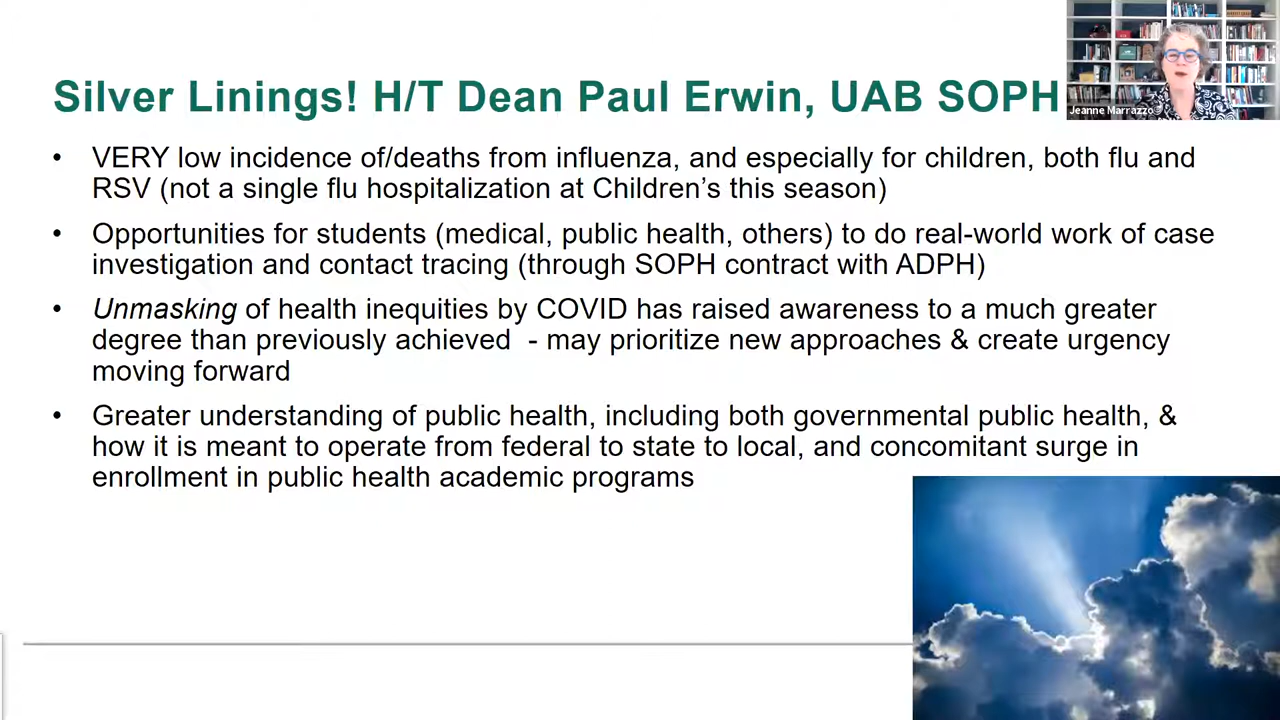 Silver Linings! H/T Dean Paul Erwin, UAB SOPH
Jeanne Marrazzo
• VERY low incidence of/deaths from influenza, and especially for children, both flu and
RSV (not a single flu hospitalization at Children’s this season)
• Opportunities for students (medical, public health, others) to do real-world work of case
investigation and contact tracing (through SOPH contract with ADPH)
• Unmasking of health inequities by COVID has raised awareness to a much greater
degree than previously achieved - may prioritize new approaches & create urgency
moving forward
• Greater understanding of public health, including both governmental public health, &
how it is meant to operate from federal to state to local, and concomitant surge in
enrollment in public health academic programs